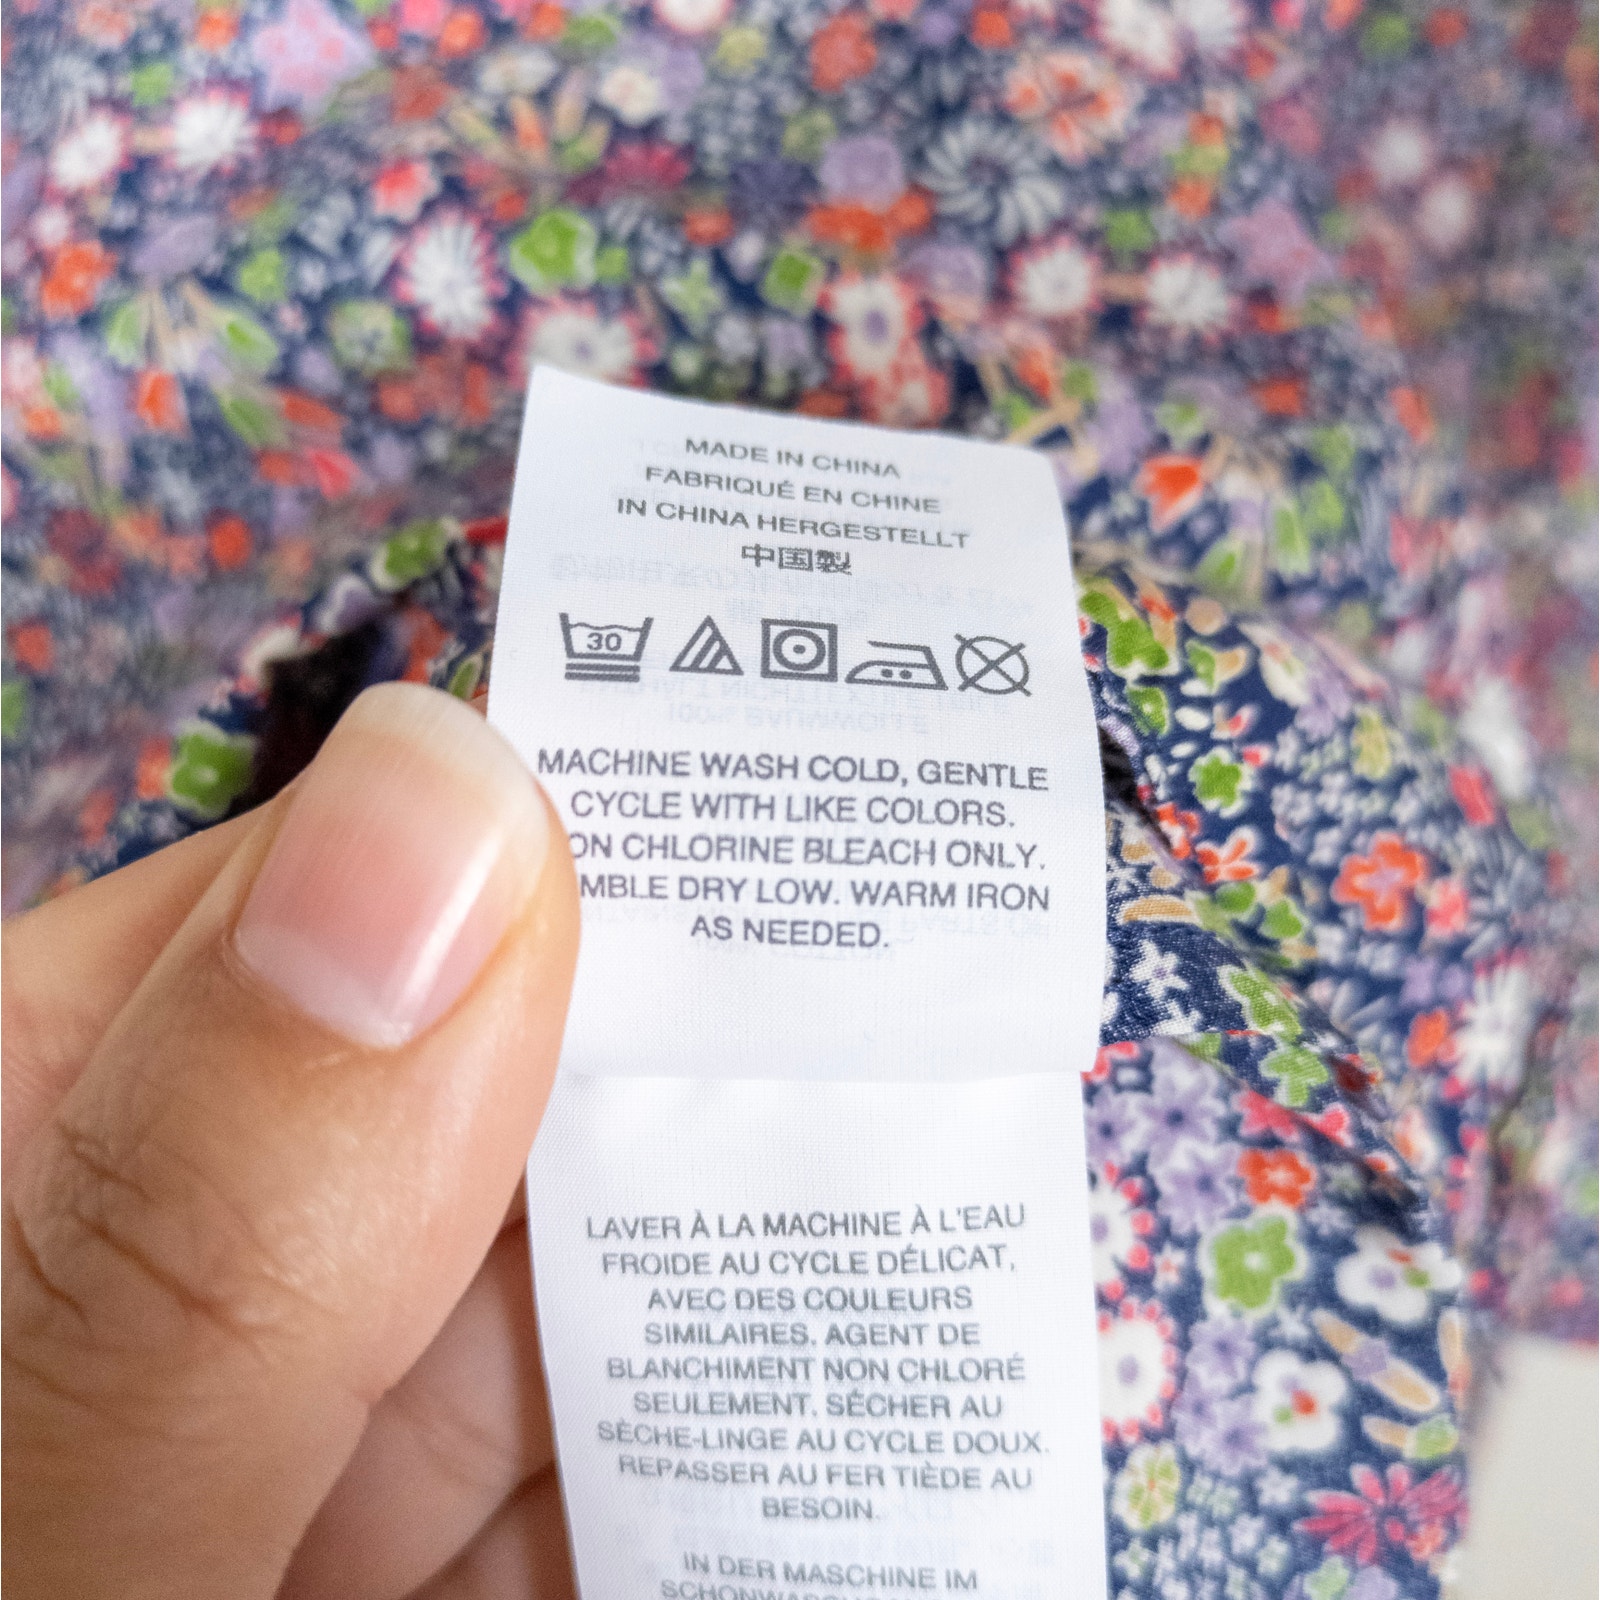 MADE IN CHINA
FABRIQUÉ EN CHINE
IN CHINA HERGESTELLT
中国製
30
MACHINE WASH COLD, GENTLE
CYCLE WITH LIKE COLORS.
ON CHLORINE BLEACH ONLY.
MBLE DRY LOW. WARM IRON
AS NEEDED.
LAVER À LA MACHINE À L'EAU
FROIDE AU CYCLE DÉLICAT,
AVEC DES COULEURS
SIMILAIRES. AGENT DE
BLANCHIMENT NON CHLORÉ
SEULEMENT. SÉCHER AU
SÈCHE-LINGE AU CYCLE DOUX.
REPASSER AU FER TIÈDE AU
BESOIN.
IN DER MASCHINE IM